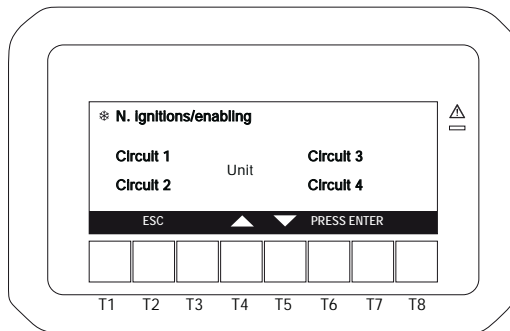 ❄ N. Ignitions/enabling
Circuit 1
Circuit 2
Unit
Circuit 3
Circuit 4
ESC PRESS ENTER
T1 T2 T3 T4 T5 T6 T7 T8